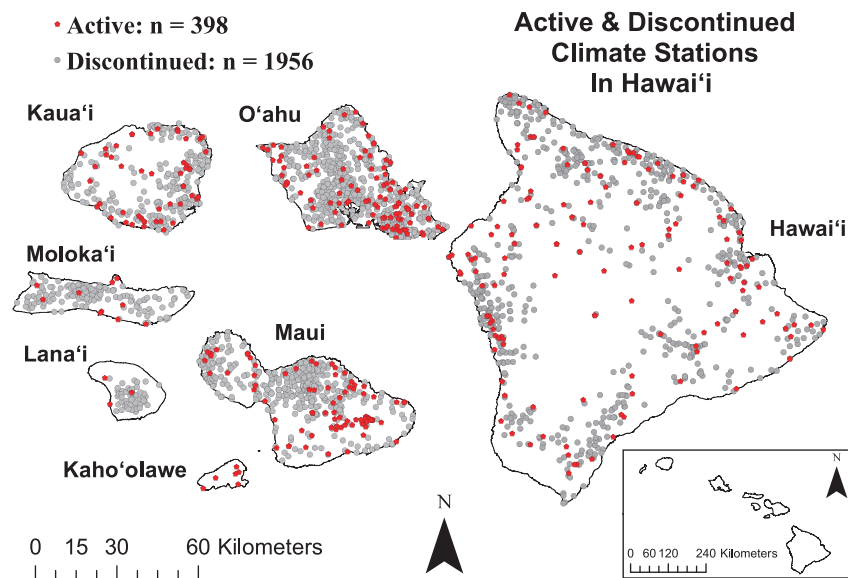 Active: n = 398
Discontinued: n = 1956
Active & Discontinued
Climate Stations
In Hawai‘i
Kaua‘i
O‘ahu
Hawai‘i
Moloka‘i
Lana‘i
Maui
Kaho‘olawe
N
0 15 30 60 Kilometers
N
0 60 120 240 Kilometers